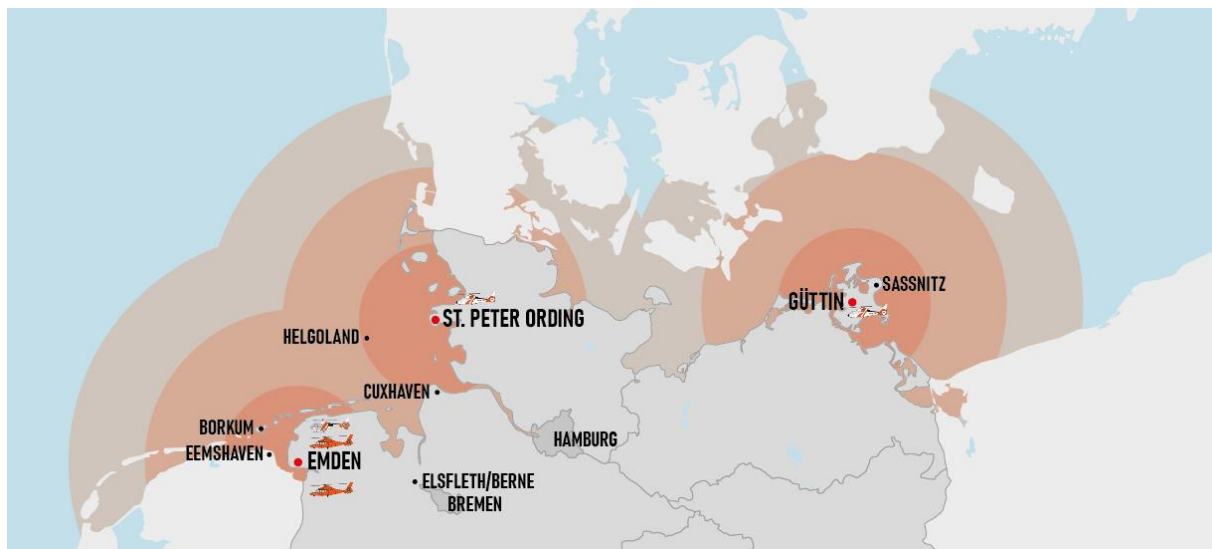 SASSNITZ
GÜTTIN
ST. PETER ORDING
HELGOLAND
CUXHAVEN
BORKUM
HAMBURG
EEMSHAVEN
EMDEN
ELSFLETH/BERNE
BREMEN